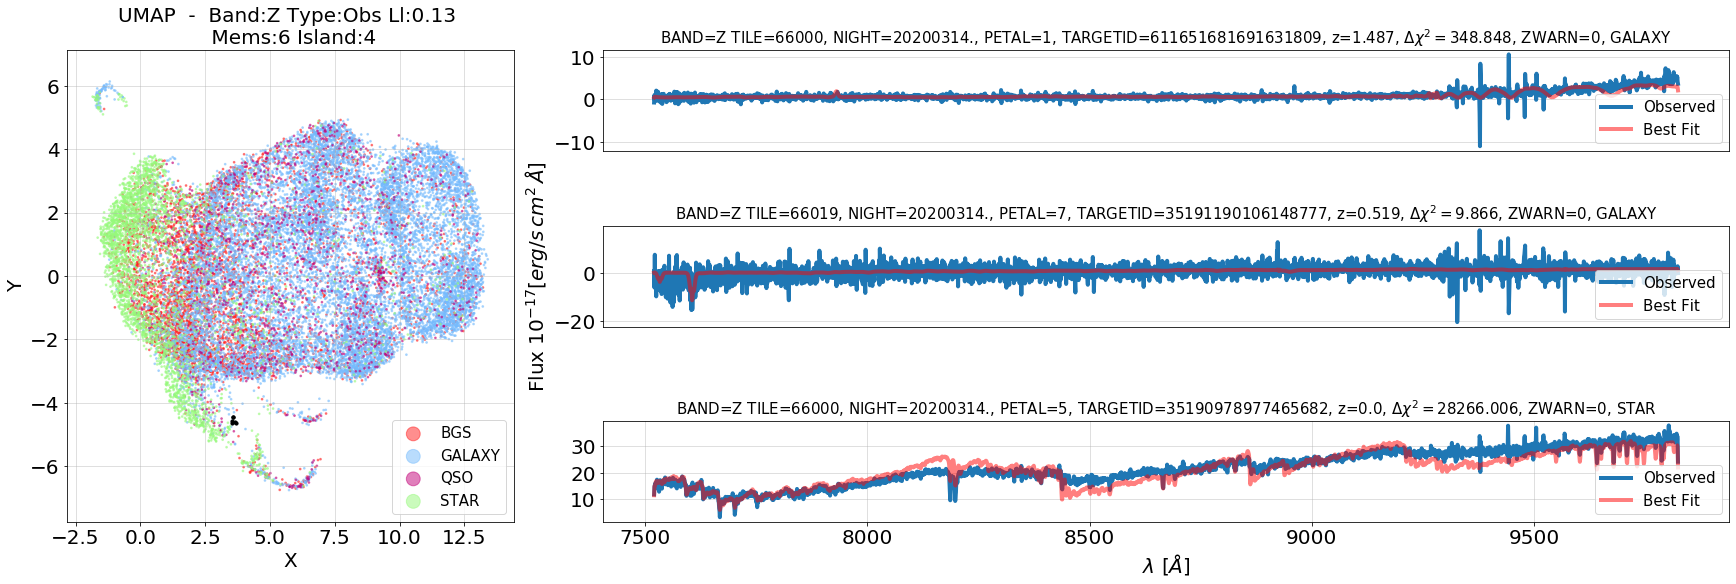 UMAP - Band:Z Type:Obs Ll:0.13
Mems:6 Island:4
6
4
2
0
−2
−4
−6
Y
−2.5 0.0 2.5 5.0 7.5 10.0 12.5
X
BGS
GALAXY
QSO
STAR
Flux 10⁻¹⁷[erg/s cm² Å]
BAND=Z TILE=66000, NIGHT=20200314., PETAL=1, TARGETID=611651681691631809, z=1.487, Δχ² = 348.848, ZWARN=0, GALAXY
10
0
−10
Observed
Best Fit
BAND=Z TILE=66019, NIGHT=20200314., PETAL=7, TARGETID=35191190106148777, z=0.519, Δχ² = 9.866, ZWARN=0, GALAXY
0
−20
Observed
Best Fit
BAND=Z TILE=66000, NIGHT=20200314., PETAL=5, TARGETID=35190978977465682, z=0.0, Δχ² = 28266.006, ZWARN=0, STAR
30
20
10
Observed
Best Fit
7500 8000 8500 9000 9500
λ [Å]